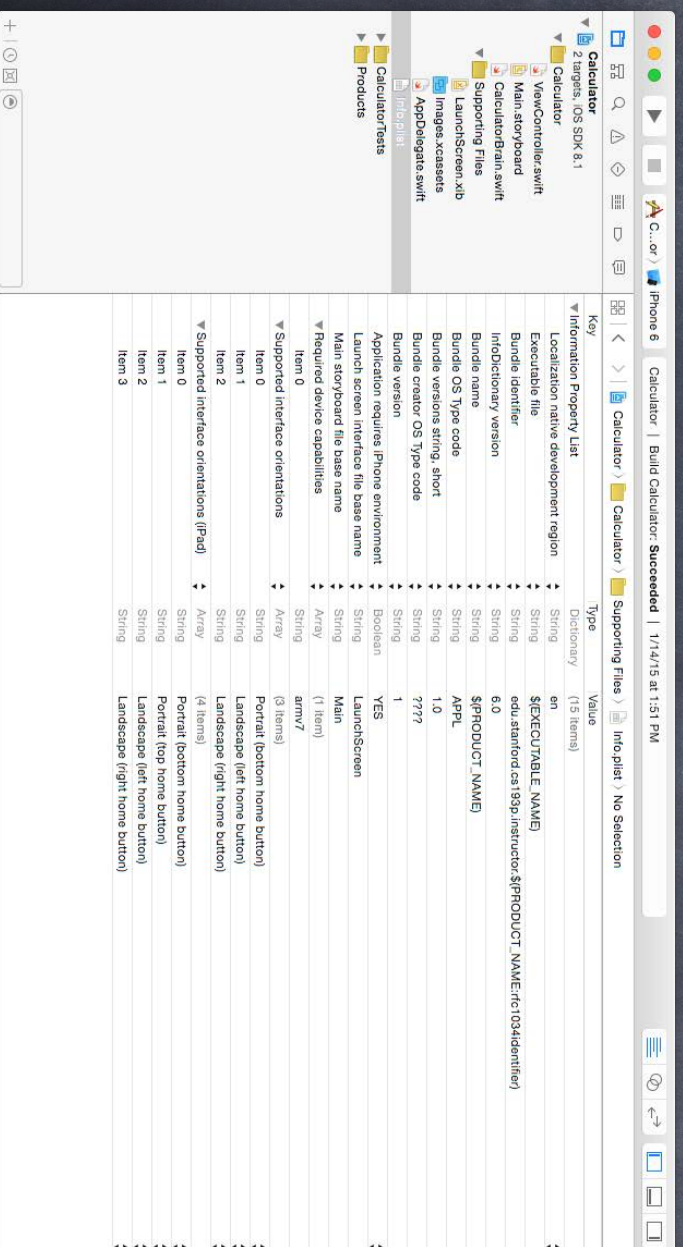 C...or 〉 iPhone 6
Calculator | Build Calculator: Succeeded | 1/14/15 at 1:51 PM
Calculator 〉 Calculator 〉 Supporting Files 〉 Info.plist 〉 No Selection
Calculator
2 targets, iOS SDK 8.1
Calculator
ViewController.swift
Main.storyboard
CalculatorBrain.swift
Supporting Files
LaunchScreen.xib
Images.xcassets
AppDelegate.swift
Info.plist
CalculatorTests
Products
Key Type Value
Information Property List Dictionary (15 items)
Localization native development region String en
Executable file String $(EXECUTABLE_NAME)
Bundle identifier String edu.stanford.cs193p.instructor.$(PRODUCT_NAME:rfc1034identifier)
InfoDictionary version String 6.0
Bundle name String $(PRODUCT_NAME)
Bundle OS Type code String APPL
Bundle versions string, short String 1.0
Bundle creator OS Type code String ????
Bundle version String 1
Application requires iPhone environment Boolean YES
Launch screen interface file base name String LaunchScreen
Main storyboard file base name String Main
Required device capabilities Array (1 item)
Item 0 String armv7
Supported interface orientations Array (3 items)
Item 0 String Portrait (bottom home button)
Item 1 String Landscape (left home button)
Item 2 String Landscape (right home button)
Supported interface orientations (iPad) Array (4 items)
Item 0 String Portrait (bottom home button)
Item 1 String Portrait (top home button)
Item 2 String Landscape (left home button)
Item 3 String Landscape (right home button)